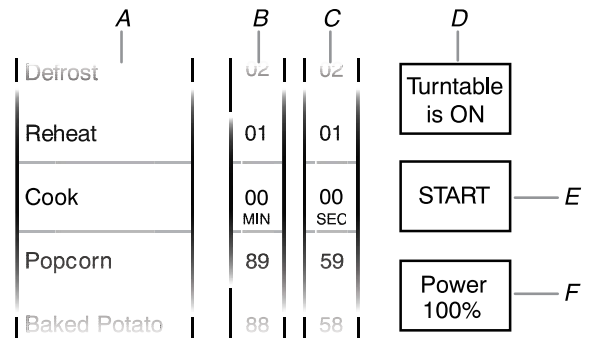 A B C D
Defrost 02 02
Turntable
is ON
Reheat 01 01
Cook 00 00
MIN SEC
START E
Popcorn 89 59
Power
100%
F
Baked Potato 88 58